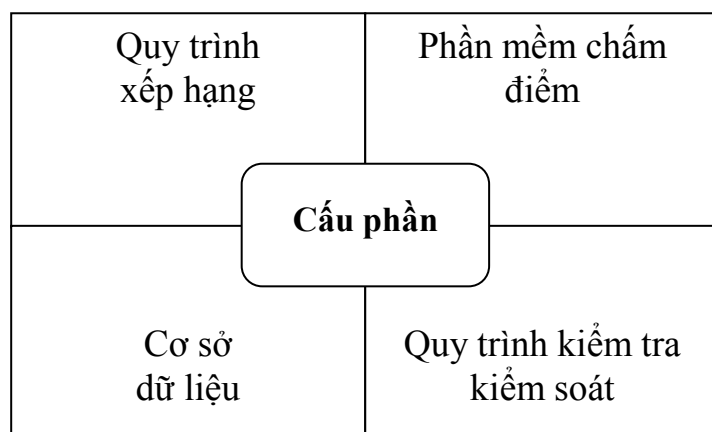 Quy trình
xếp hạng
Phần mềm chấm
điểm
Cấu phần
Cơ sở
dữ liệu
Quy trình kiểm tra
kiểm soát